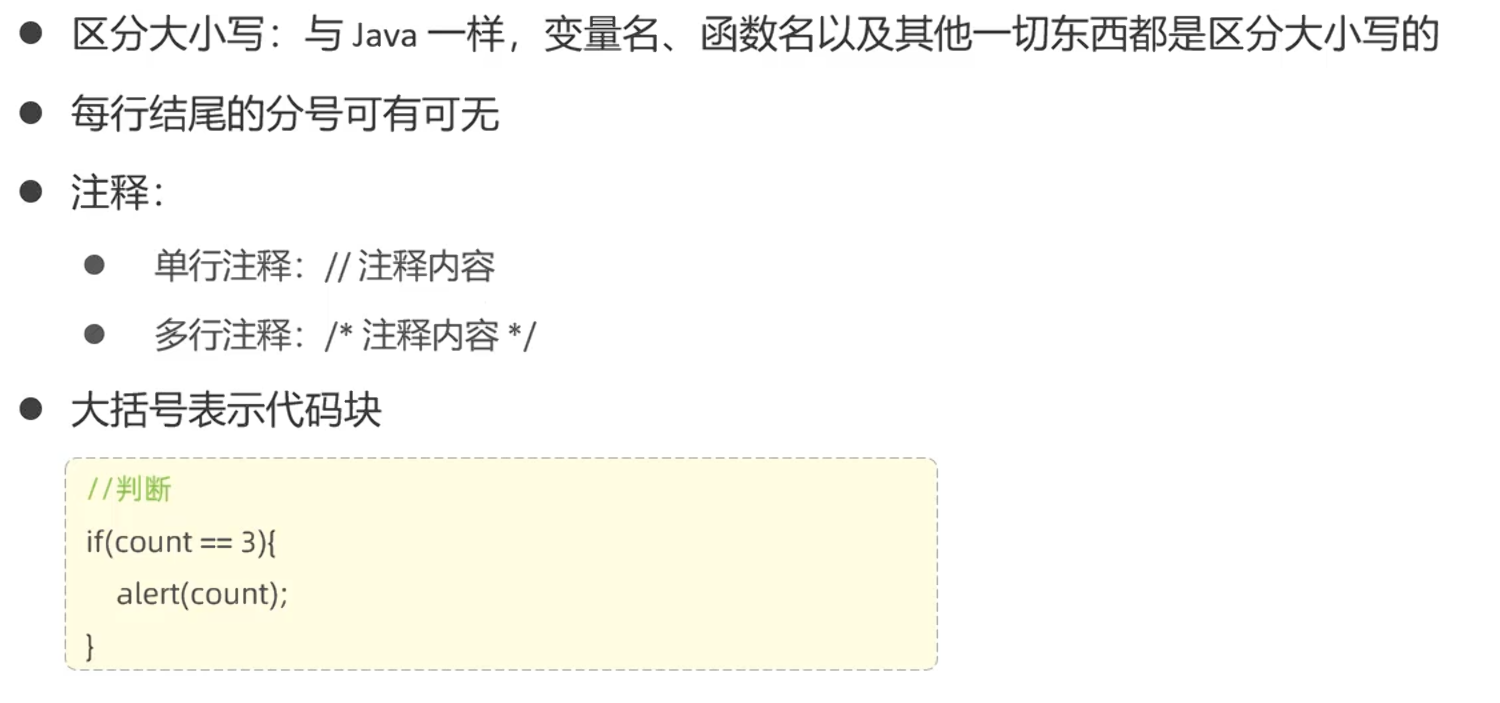 区分大小写：与 Java 一样，变量名、函数名以及其他一切东西都是区分大小写的
每行结尾的分号可有可无
注释：
单行注释：// 注释内容
多行注释：/* 注释内容 */
大括号表示代码块
//判断
if(count == 3){
    alert(count);
}